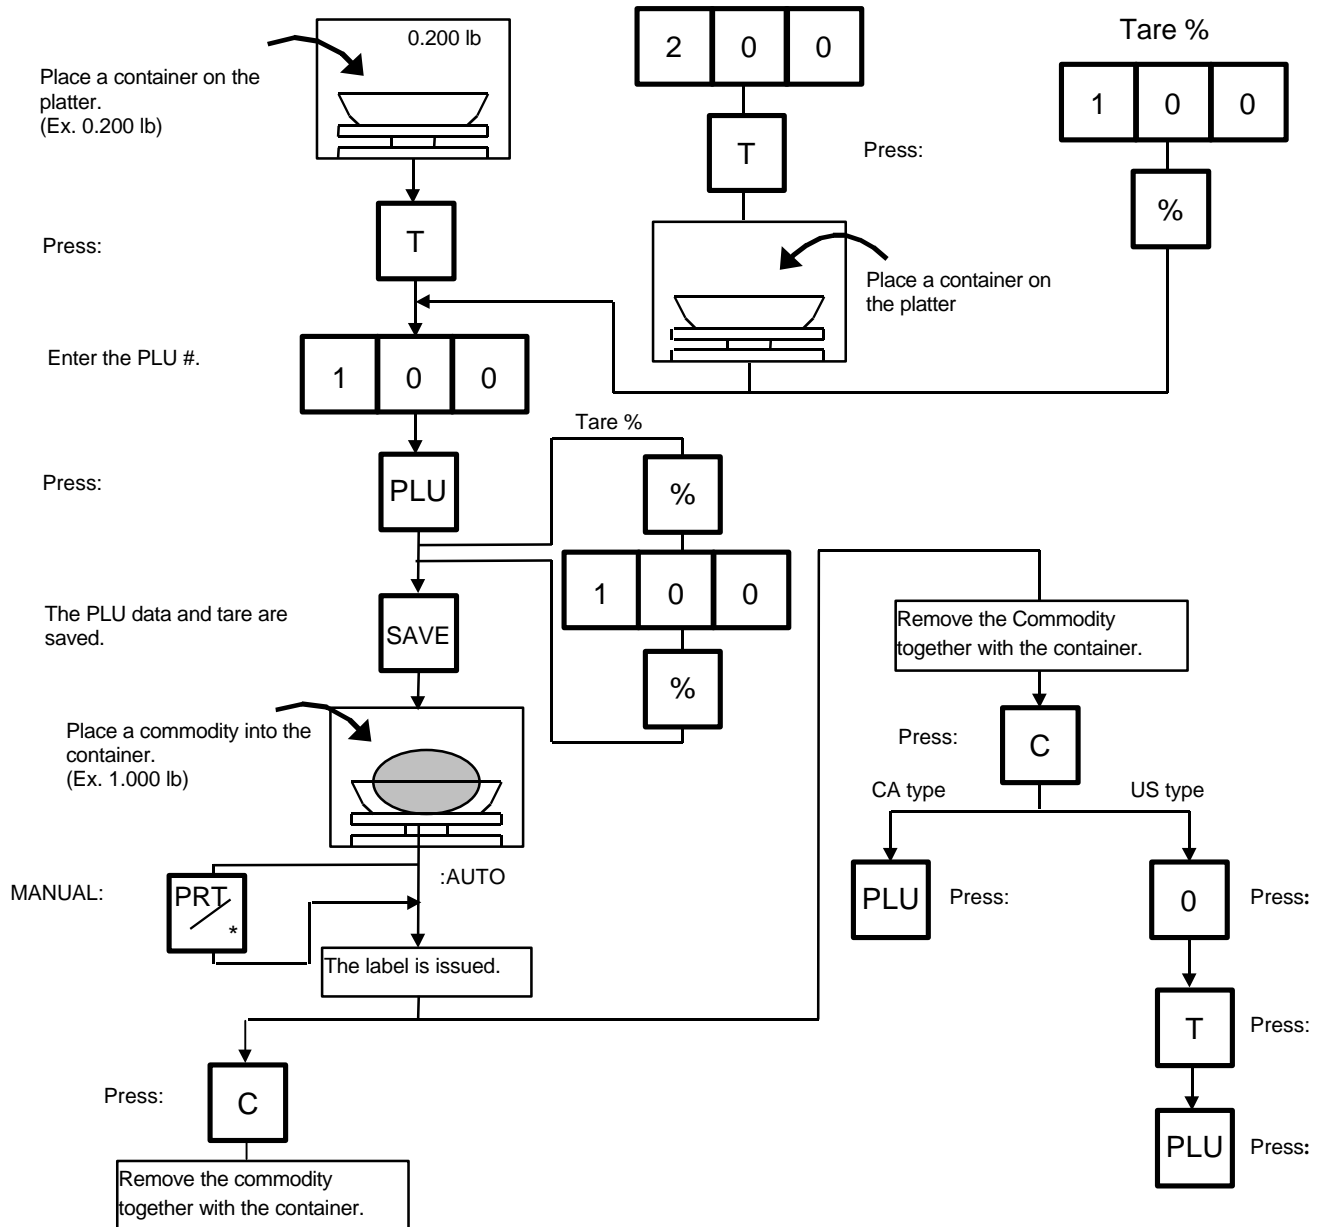 0.200 lb
Place a container on the
platter.
(Ex. 0.200 lb)
2 0 0
Tare %
1 0 0
T
Press:
%
Press:
T
Place a container on
the platter
Enter the PLU #.
1 0 0
Tare %
Press:
PLU
%
1 0 0
The PLU data and tare are
saved.
SAVE
%
Place a commodity into the
container.
(Ex. 1.000 lb)
MANUAL:
PRT
*
:AUTO
The label is issued.
Press:
C
Remove the commodity
together with the container.
Remove the Commodity
together with the container.
Press:
C
CA type
US type
PLU
Press:
0
Press:
T
Press:
PLU
Press: